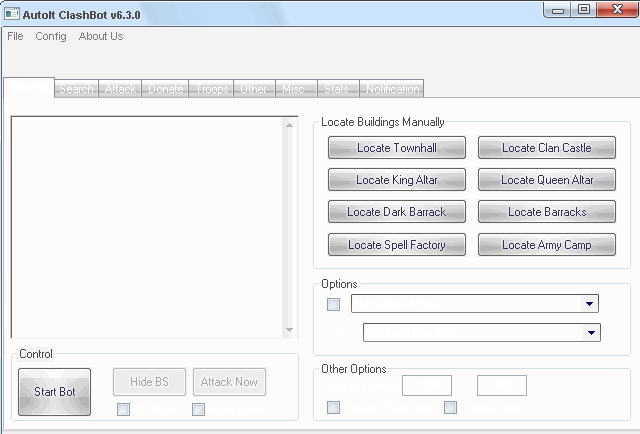 AutoIt ClashBot v6.3.0
File Config About Us
Search Attack Donate Troops Other Misc Stats Notification
Locate Buildings Manually
Locate Townhall Locate Clan Castle
Locate King Altar Locate Queen Altar
Locate Dark Barrack Locate Barracks
Locate Spell Factory Locate Army Camp
Options
Control
Start Bot Hide BS Attack Now
Other Options